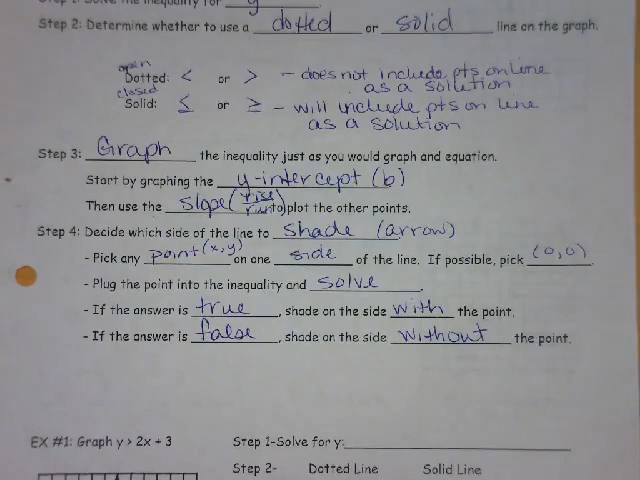 Step 1: Solve the inequality for y.
Step 2: Determine whether to use a dotted or solid line on the graph.
open
Dotted: < or > - does not include pts on line
as a solution
closed
Solid: ≤ or ≥ - will include pts on line
as a solution
Step 3: Graph the inequality just as you would graph and equation.
Start by graphing the y-intercept (b)
Then use the slope (rise/run) to plot the other points.
Step 4: Decide which side of the line to shade (arrow)
- Pick any point (x,y) on one side of the line. If possible, pick (0,0).
- Plug the point into the inequality and solve.
- If the answer is true, shade on the side with the point.
- If the answer is false, shade on the side without the point.
EX #1: Graph y > 2x + 3 Step 1-Solve for y:
Step 2- Dotted Line Solid Line